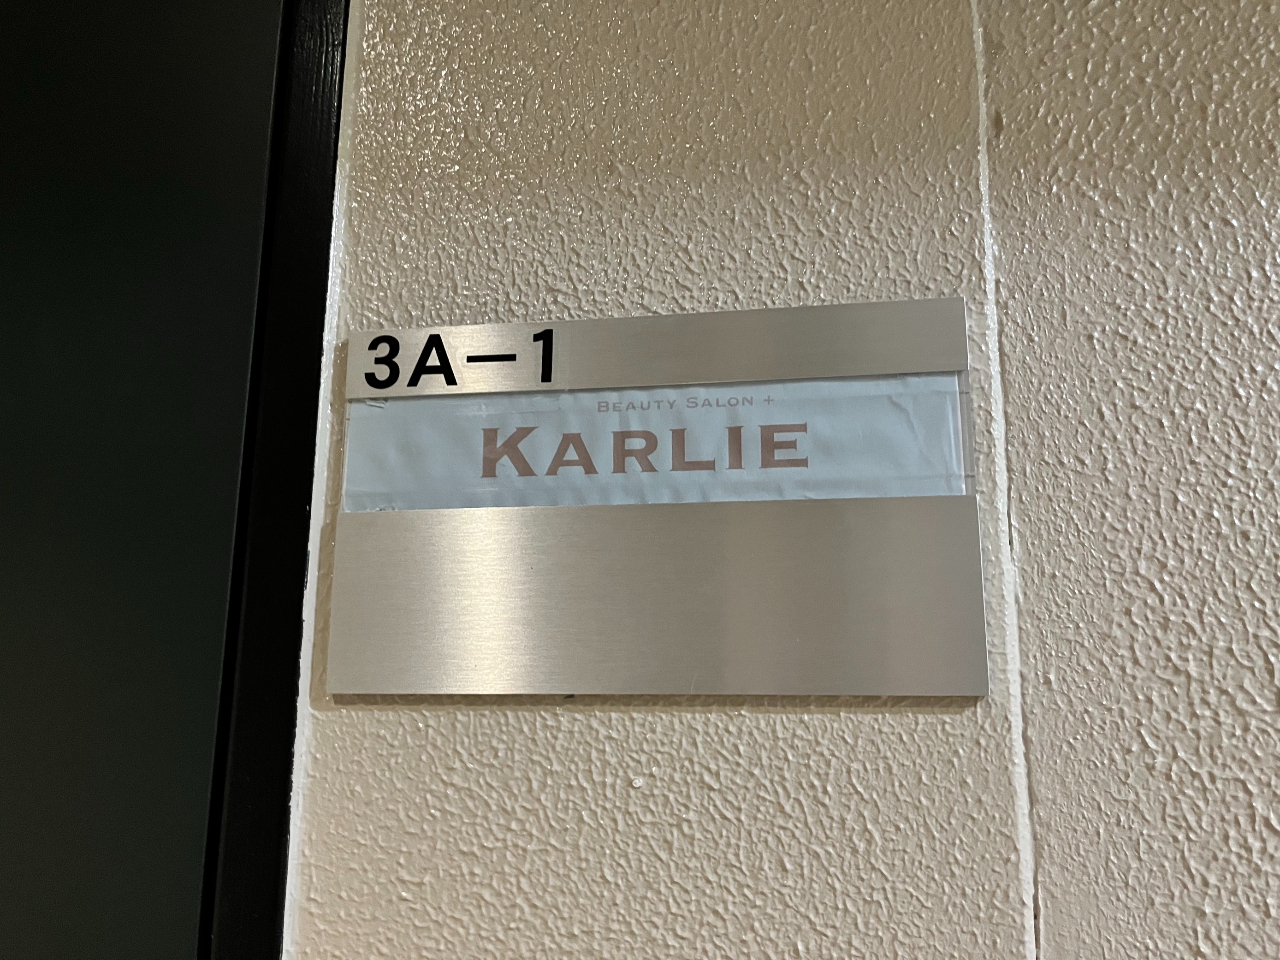 3A-1
BEAUTY SALON +
KARLIE